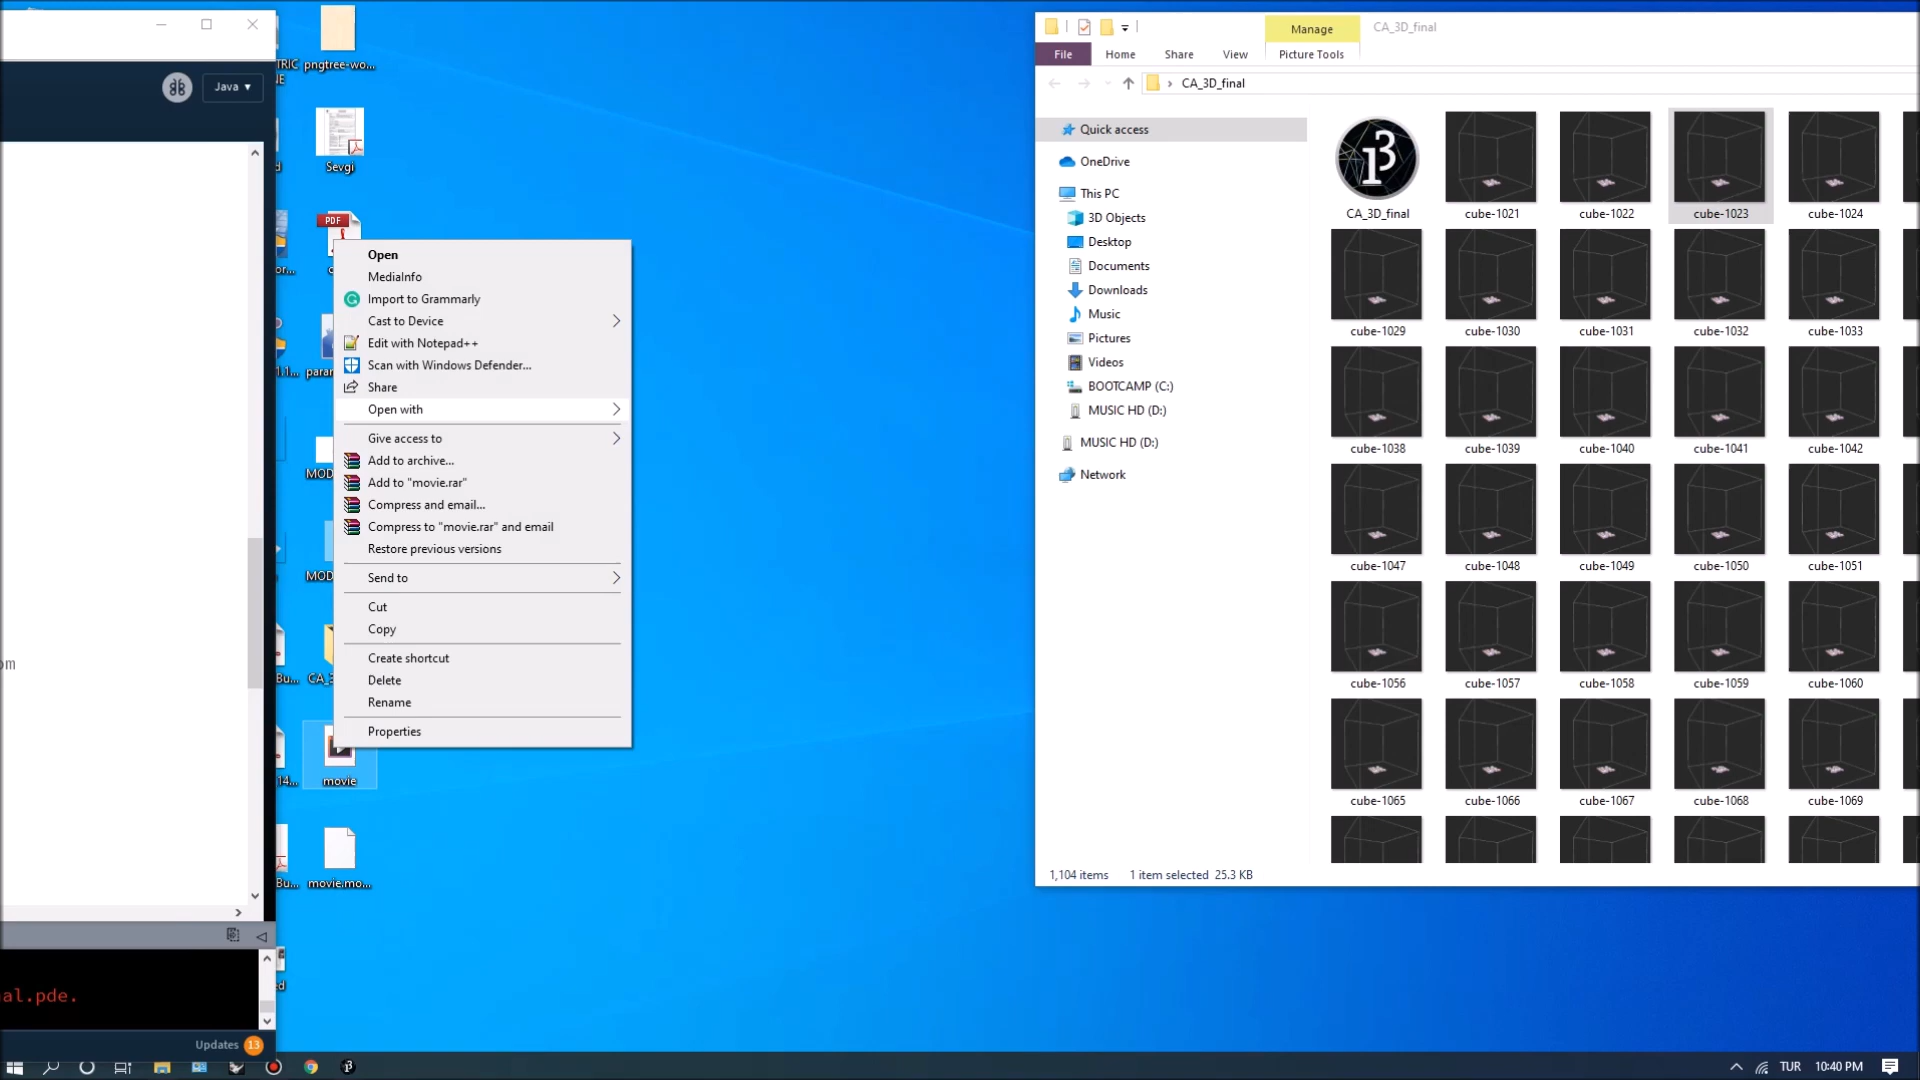 Java ▾
om
al.pde.
Updates 13
TRIC
NE
pngtree-wo...
Sevgi
PDF
or...
1.1...
param
MOD
MOD
Bu...
CA_3
14...
movie
Bu...
movie.mo...
ed
Open
MediaInfo
Import to Grammarly
Cast to Device
Edit with Notepad++
Scan with Windows Defender...
Share
Open with
Give access to
Add to archive...
Add to "movie.rar"
Compress and email...
Compress to "movie.rar" and email
Restore previous versions
Send to
Cut
Copy
Create shortcut
Delete
Rename
Properties
Manage
CA_3D_final
File
Home
Share
View
Picture Tools
CA_3D_final
Quick access
OneDrive
This PC
3D Objects
Desktop
Documents
Downloads
Music
Pictures
Videos
BOOTCAMP (C:)
MUSIC HD (D:)
MUSIC HD (D:)
Network
CA_3D_final
cube-1021
cube-1022
cube-1023
cube-1024
cube-1029
cube-1030
cube-1031
cube-1032
cube-1033
cube-1038
cube-1039
cube-1040
cube-1041
cube-1042
cube-1047
cube-1048
cube-1049
cube-1050
cube-1051
cube-1056
cube-1057
cube-1058
cube-1059
cube-1060
cube-1065
cube-1066
cube-1067
cube-1068
cube-1069
1,104 items
1 item selected 25.3 KB
TUR
10:40 PM